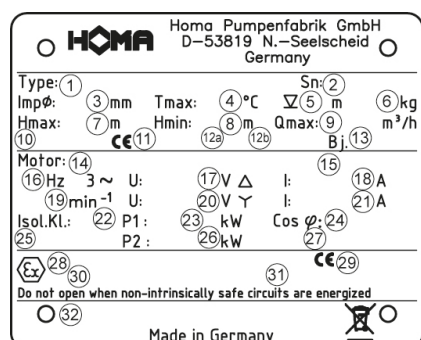 HOMA
Homa Pumpenfabrik GmbH
D-53819 N.-Seelscheid
Germany
Type: 1 Sn: 2
Impø: 3 mm Tmax: 4 °C 5 m 6 kg
Hmax: 7 m Hmin: 8 m Qmax: 9 m³/h
10 CE 11 12a 12b Bj. 13
Motor: 14 15
16 Hz 3 ~ U: 17 V △ I: 18 A
19 min⁻¹ U: 20 V Y I: 21 A
Isol.Kl.: 22 P1: 23 kW Cos φ: 24
25 P2: 26 kW 27
Ex 28 CE 29
30 31
Do not open when non-intrinsically safe circuits are energized
32
Made in Germany